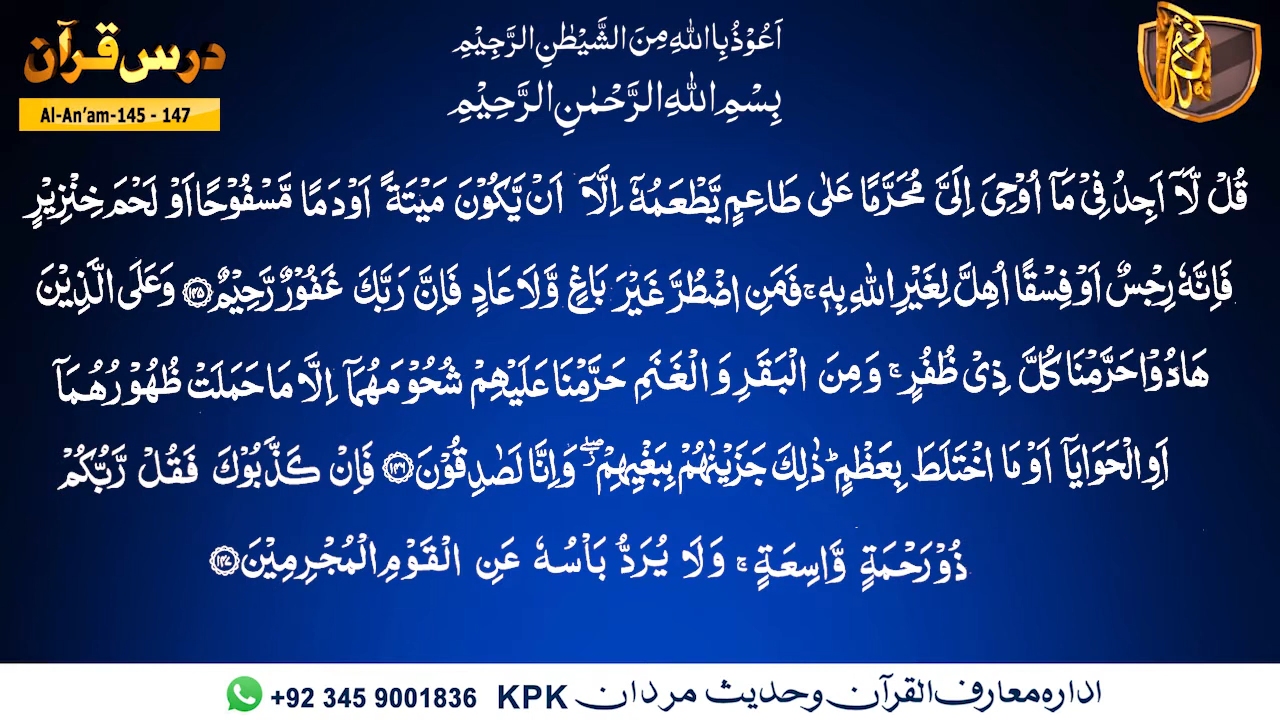 درس قرآن
Al-An'am-145 - 147
اَعُوْذُ بِاللّٰهِ مِنَ الشَّيْطٰنِ الرَّجِيْمِ
بِسْمِ اللّٰهِ الرَّحْمٰنِ الرَّحِيْمِ
قُلْ لَّاۤ اَجِدُ فِيْ مَاۤ اُوْحِيَ اِلَيَّ مُحَرَّمًا عَلٰى طَاعِمٍ يَّطْعَمُهٗۤ اِلَّاۤ اَنْ يَّكُوْنَ مَيْتَةً اَوْ دَمًا مَّسْفُوْحًا اَوْ لَحْمَ خِنْزِيْرٍ
فَاِنَّهٗ رِجْسٌ اَوْ فِسْقًا اُهِلَّ لِغَيْرِ اللّٰهِ بِهٖ ۚ فَمَنِ اضْطُرَّ غَيْرَ بَاغٍ وَّلَا عَادٍ فَاِنَّ رَبَّكَ غَفُوْرٌ رَّحِيْمٌ ﴿۱۴۵﴾ وَعَلَى الَّذِيْنَ
هَادُوْا حَرَّمْنَا كُلَّ ذِيْ ظُفُرٍ ۚ وَمِنَ الْبَقَرِ وَالْغَنَمِ حَرَّمْنَا عَلَيْهِمْ شُحُوْمَهُمَاۤ اِلَّا مَا حَمَلَتْ ظُهُوْرُهُمَاۤ
اَوِ الْحَوَايَاۤ اَوْ مَا اخْتَلَطَ بِعَظْمٍ ؕ ذٰلِكَ جَزَيْنٰهُمْ بِبَغْيِهِمْ ۖ وَاِنَّا لَصٰدِقُوْنَ ﴿۱۴۶﴾ فَاِنْ كَذَّبُوْكَ فَقُلْ رَّبُّكُمْ
ذُوْ رَحْمَةٍ وَّاسِعَةٍ ۚ وَلَا يُرَدُّ بَاْسُهٗ عَنِ الْقَوْمِ الْمُجْرِمِيْنَ ﴿۱۴۷﴾
ادارہ معارف القرآن وحدیث مردان KPK +92 345 9001836